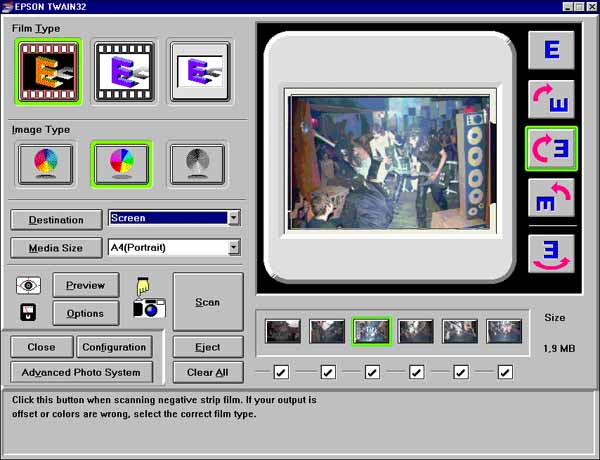 EPSON TWAIN32
Film Type
E E
E E
E E
E
E
Image Type
E
Destination
Screen
E
Media Size
A4(Portrait)
E
Preview
Options
Scan
Size
1,9 MB
Close
Configuration
Eject
Advanced Photo System
Clear All
Click this button when scanning negative strip film. If your output is
offset or colors are wrong, select the correct film type.